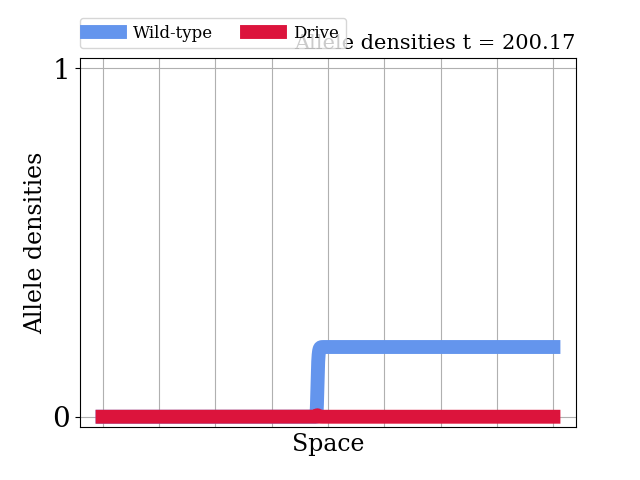 Wild-type
Drive
Allele densities t = 200.17
1
0
Allele densities
Space